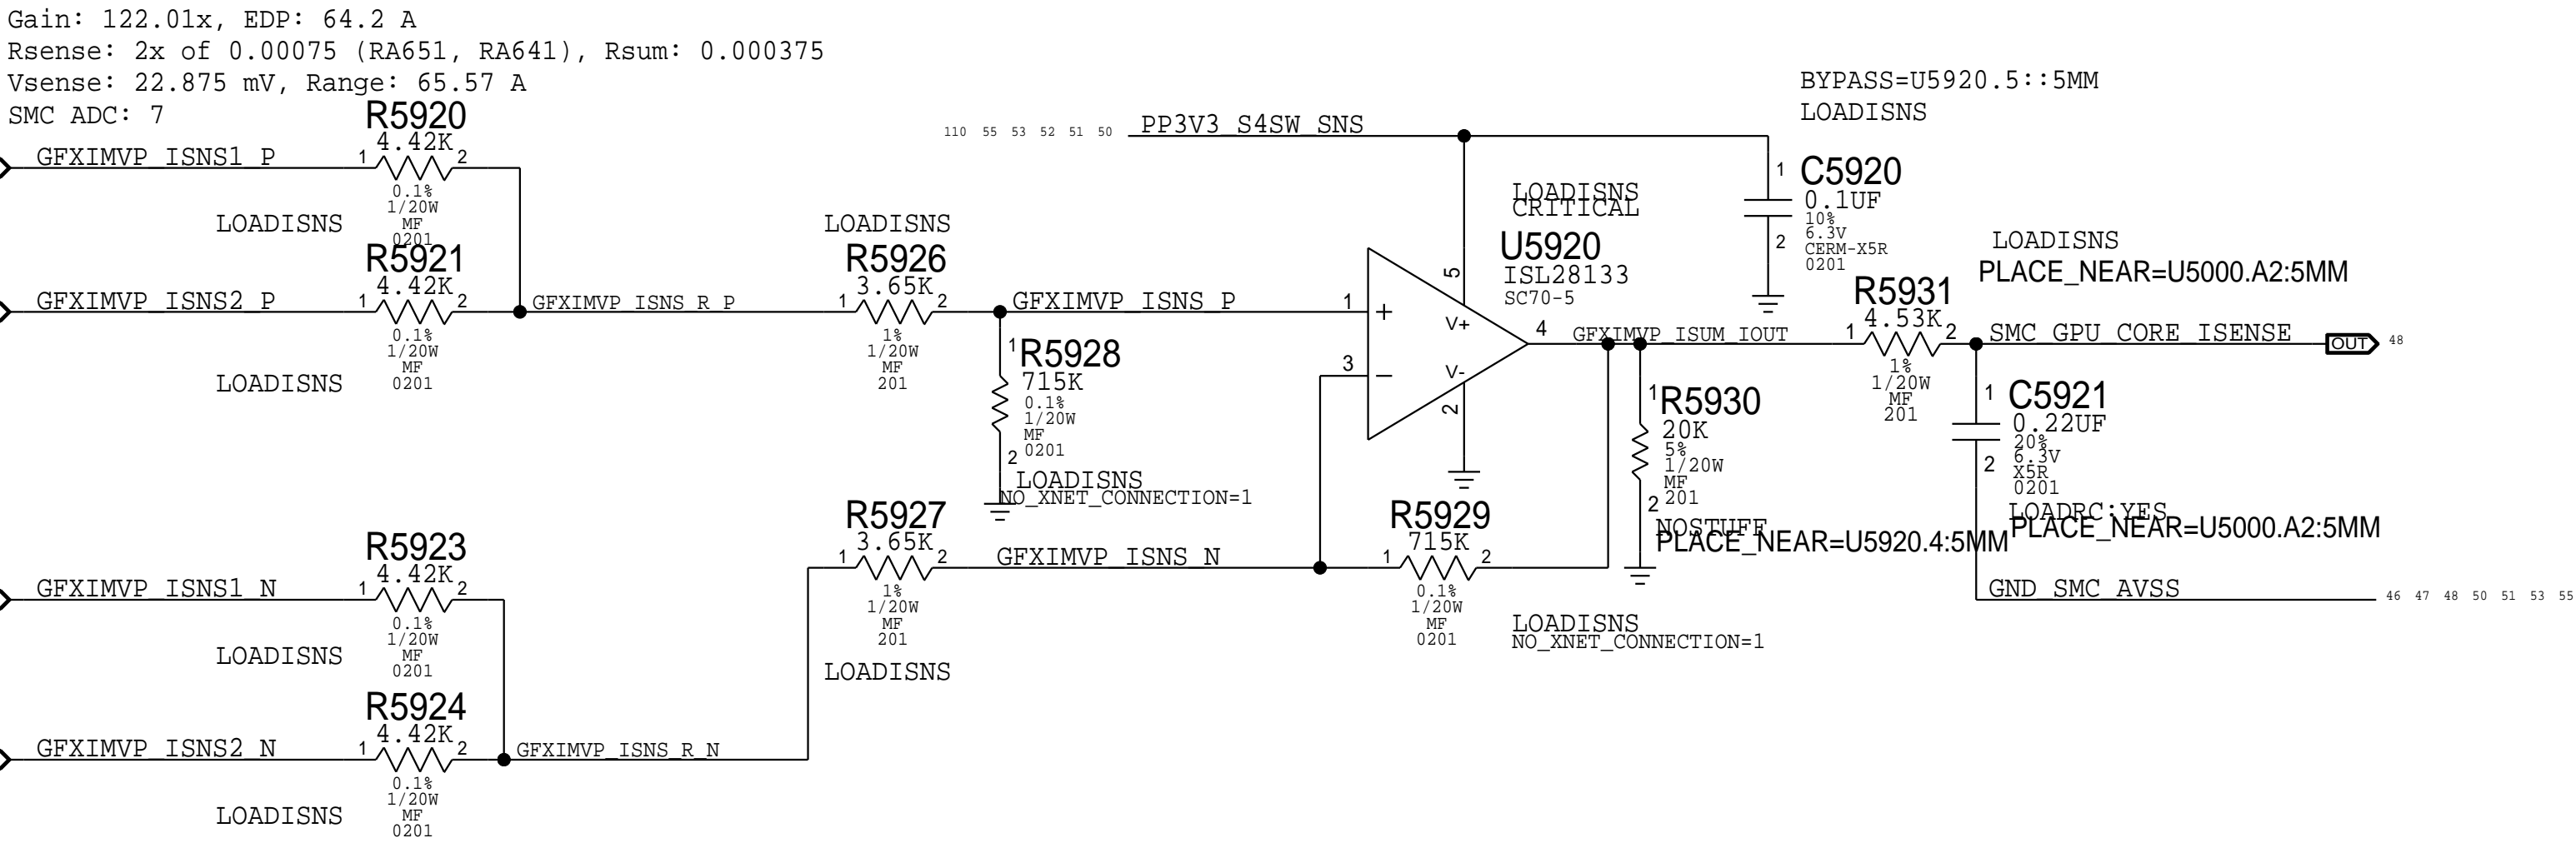 Gain: 122.01x, EDP: 64.2 A
Rsense: 2x of 0.00075 (RA651, RA641), Rsum: 0.000375
Vsense: 22.875 mV, Range: 65.57 A
SMC ADC: 7
GFXIMVP_ISNS1_P
1
R5920
4.42K
2
0.1%
1/20W
MF
0201
LOADISNS
GFXIMVP_ISNS2_P
1
R5921
4.42K
2
0.1%
1/20W
MF
0201
LOADISNS
GFXIMVP_ISNS_R_P
LOADISNS
R5926
1
3.65K
2
1%
1/20W
MF
201
GFXIMVP_ISNS_P
1
R5928
715K
0.1%
1/20W
MF
0201
2
LOADISNS
NO_XNET_CONNECTION=1
110 55 53 52 51 50
PP3V3_S4SW_SNS
BYPASS=U5920.5::5MM
LOADISNS
1
C5920
0.1UF
10%
6.3V
CERM-X5R
0201
2
LOADISNS
CRITICAL
U5920
ISL28133
SC70-5
5
1
+
V+
3
−
V-
2
4
GFXIMVP_ISUM_IOUT
1
R5930
20K
5%
1/20W
MF
201
2
NOSTUFF
PLACE_NEAR=U5920.4:5MM
LOADISNS
PLACE_NEAR=U5000.A2:5MM
R5931
1
4.53K
2
1%
1/20W
MF
201
SMC_GPU_CORE_ISENSE
OUT
48
1
C5921
0.22UF
20%
6.3V
X5R
0201
2
LOADRC:YES
PLACE_NEAR=U5000.A2:5MM
GND_SMC_AVSS
46 47 48 50 51 53 55
GFXIMVP_ISNS1_N
1
R5923
4.42K
2
0.1%
1/20W
MF
0201
LOADISNS
GFXIMVP_ISNS2_N
1
R5924
4.42K
2
0.1%
1/20W
MF
0201
LOADISNS
GFXIMVP_ISNS_R_N
R5927
1
3.65K
2
1%
1/20W
MF
201
LOADISNS
GFXIMVP_ISNS_N
R5929
1
715K
2
0.1%
1/20W
MF
0201
LOADISNS
NO_XNET_CONNECTION=1